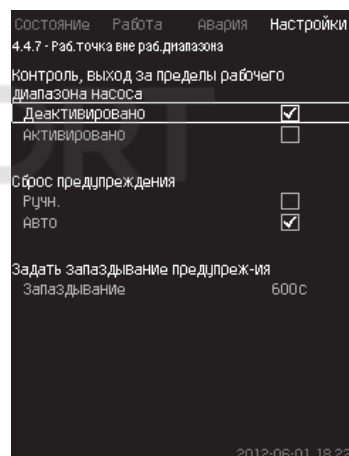 Состояние Работа Авария Настройки
4.4.7 - Раб.точка вне раб.диапазона
Контроль, выход за пределы рабочего
диапазона насоса
Деактивировано
Активировано
Сброс предупреждения
Ручн.
Авто
Задать запаздывание предупреж-ия
Запаздывание 600с
2012-06-01 18:22